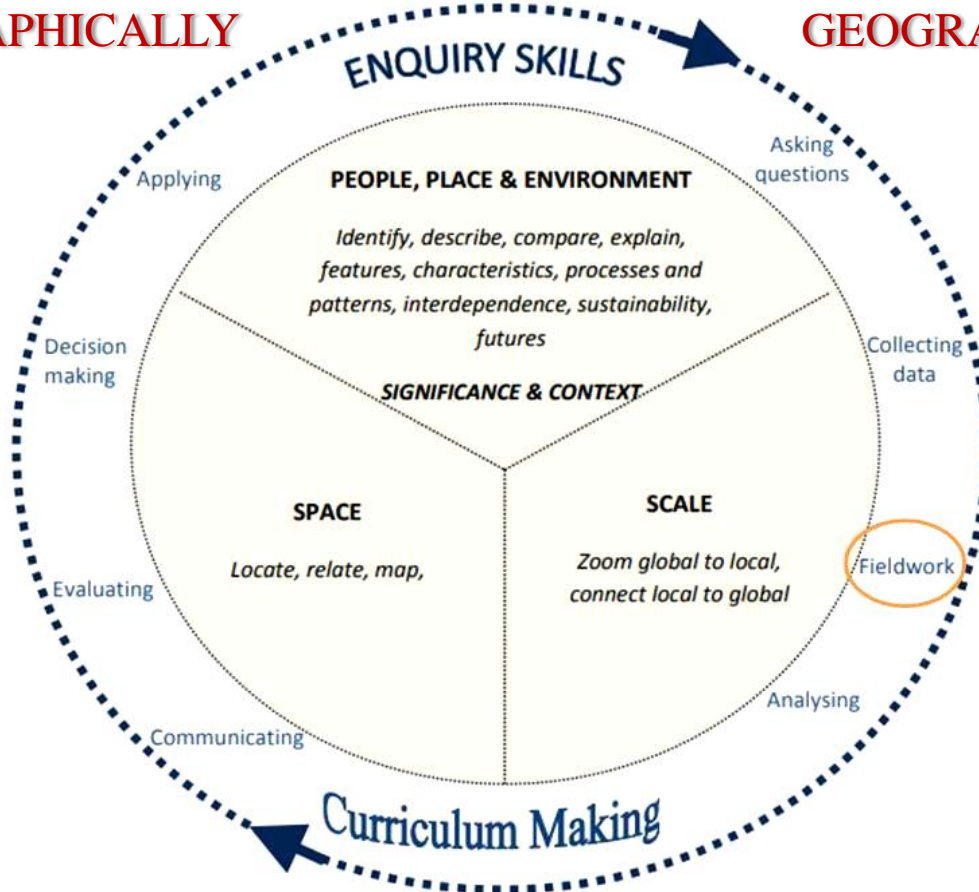 APHICALLY
GEOGRA
ENQUIRY SKILLS
Asking
questions
Applying
PEOPLE, PLACE & ENVIRONMENT
Identify, describe, compare, explain,
features, characteristics, processes and
patterns, interdependence, sustainability,
futures
Decision
making
Collecting
data
SIGNIFICANCE & CONTEXT
SPACE
Locate, relate, map,
SCALE
Zoom global to local,
connect local to global
Fieldwork
Evaluating
Analysing
Communicating
Curriculum Making